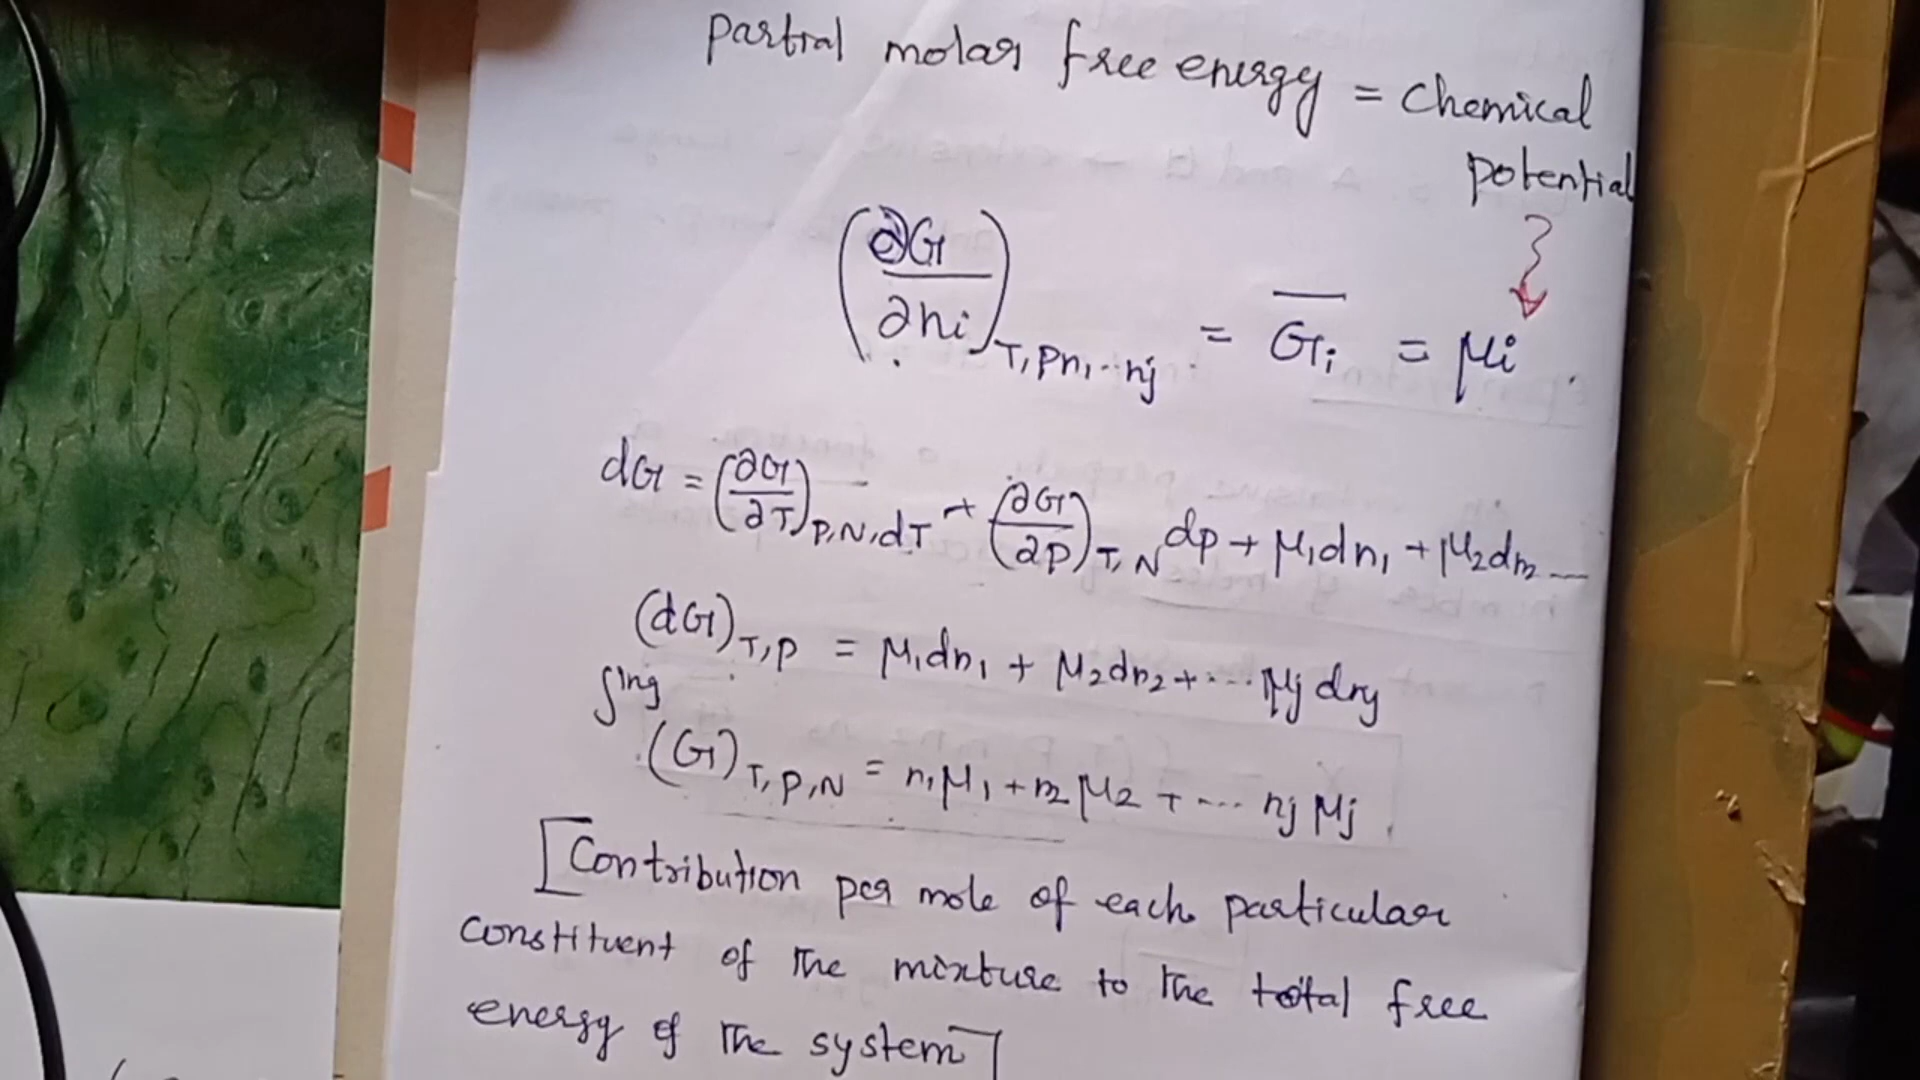 partial molar free energy = Chemical
potential
(∂G/∂ni)T,P,n1...nj = G̅i = μi
dG = (∂G/∂T)P,N,dT + (∂G/∂P)T,N dp + μ1dn1 + μ2dn2 ...
(dG)T,P = μ1dn1 + μ2dn2 + .... μj dnj
∫ing
(G)T,P,N = n1μ1 + n2μ2 + .... nj μj
[Contribution per mole of each particular
constituent of the mixture to the total free
energy of the system]